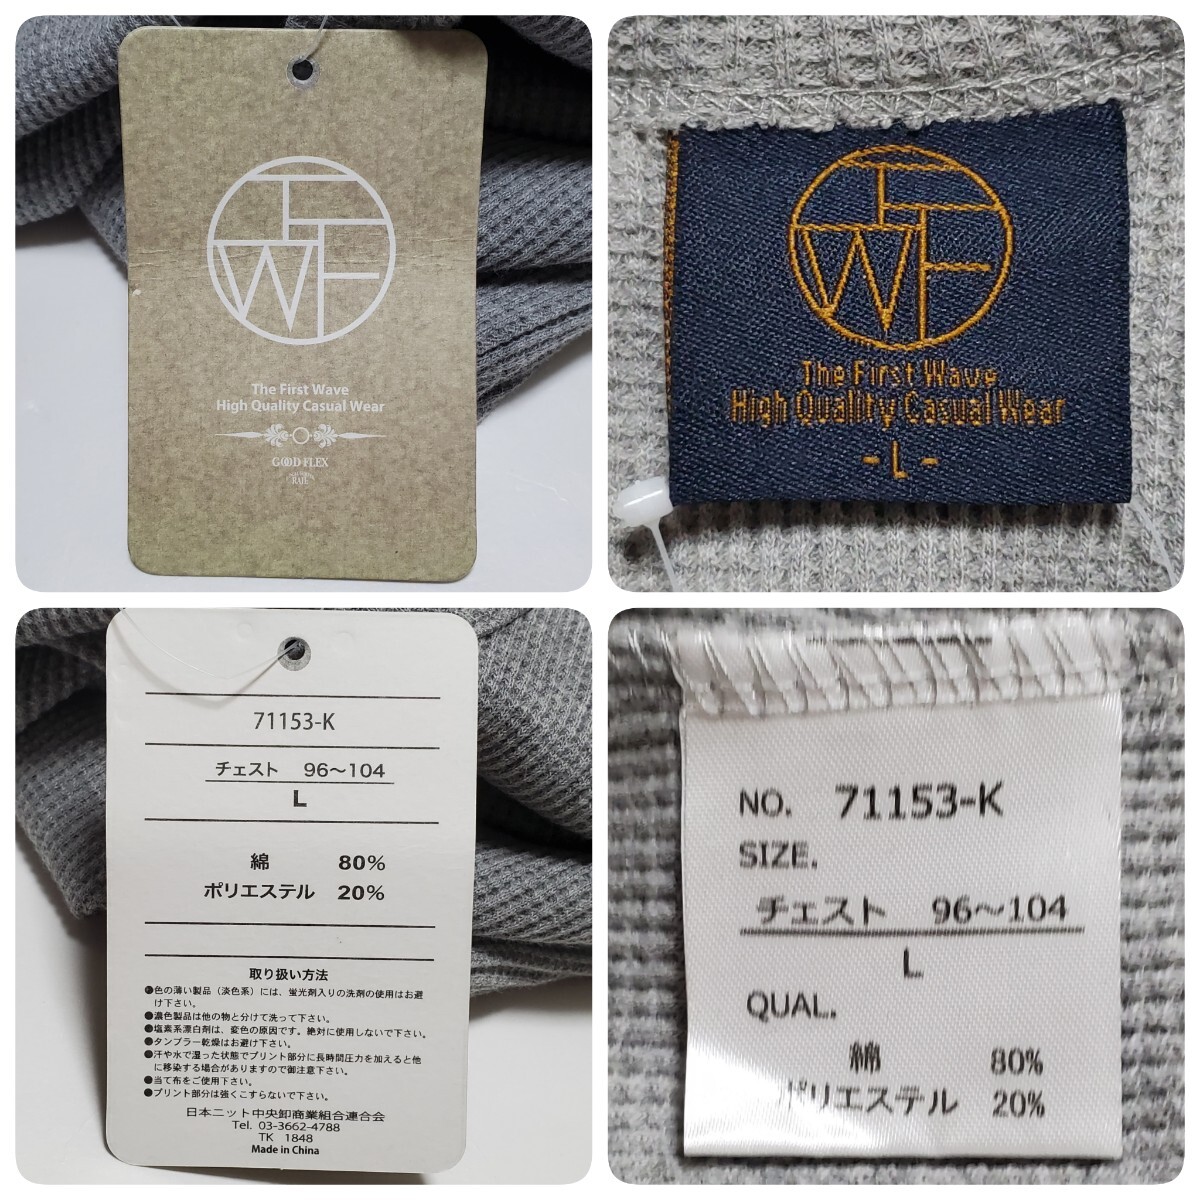 TFWF
The First Wave
High Quality Casual Wear
GOOD FLEX
RATE
TFWF
The First Wave
High Quality Casual Wear
- L -
71153-K
チェスト 96～104
L
綿 80%
ポリエステル 20%
取り扱い方法
●色の薄い製品（淡色系）には、蛍光剤入りの洗剤の使用はお避
け下さい。
●濃色製品は他の物と分けて洗って下さい。
●塩素系漂白剤は、変色の原因です。絶対に使用しないで下さい。
●タンブラー乾燥はお避け下さい。
●汗や水で湿った状態でプリント部分に長時間圧力を加えると他
に移染する場合がありますので御注意下さい。
●当て布をご使用下さい。
●プリント部分は強くこすらないで下さい。
日本ニット中央卸商業組合連合会
Tel. 03-3662-4788
TK 1848
Made in China
NO. 71153-K
SIZE.
チェスト 96～104
L
QUAL.
綿 80%
ポリエステル 20%